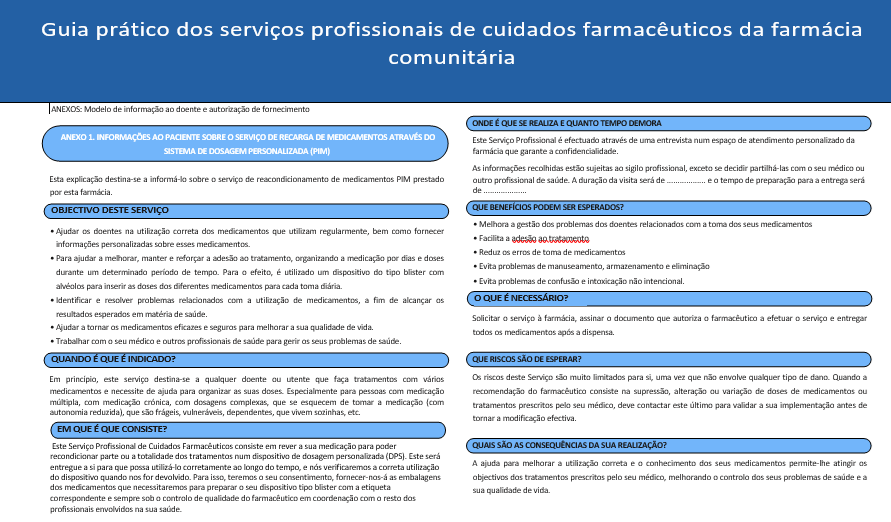 Guia prático dos serviços profissionais de cuidados farmacêuticos da farmácia
comunitária
ANEXOS: Modelo de informação ao doente e autorização de fornecimento
ANEXO 1. INFORMAÇÕES AO PACIENTE SOBRE O SERVIÇO DE RECARGA DE MEDICAMENTOS ATRAVÉS DO
SISTEMA DE DOSAGEM PERSONALIZADA (PIM)
Esta explicação destina-se a informá-lo sobre o serviço de reacondicionamento de medicamentos PIM prestado
por esta farmácia.
OBJECTIVO DESTE SERVIÇO
• Ajudar os doentes na utilização correta dos medicamentos que utilizam regularmente, bem como fornecer
informações personalizadas sobre esses medicamentos.
• Para ajudar a melhorar, manter e reforçar a adesão ao tratamento, organizando a medicação por dias e doses
durante um determinado período de tempo. Para o efeito, é utilizado um dispositivo do tipo blister com
alvéolos para inserir as doses dos diferentes medicamentos para cada toma diária.
• Identificar e resolver problemas relacionados com a utilização de medicamentos, a fim de alcançar os
resultados esperados em matéria de saúde.
• Ajudar a tornar os medicamentos eficazes e seguros para melhorar a sua qualidade de vida.
• Trabalhar com o seu médico e outros profissionais de saúde para gerir os seus problemas de saúde.
QUANDO É QUE É INDICADO?
Em princípio, este serviço destina-se a qualquer doente ou utente que faça tratamentos com vários
medicamentos e necessite de ajuda para organizar as suas doses. Especialmente para pessoas com medicação
múltipla, com medicação crónica, com dosagens complexas, que se esquecem de tomar a medicação (com
autonomia reduzida), que são frágeis, vulneráveis, dependentes, que vivem sozinhas, etc.
EM QUE É QUE CONSISTE?
Este Serviço Profissional de Cuidados Farmacêuticos consiste em rever a sua medicação para poder
recondicionar parte ou a totalidade dos tratamentos num dispositivo de dosagem personalizada (DPS). Este será
entregue a si para que possa utilizá-lo corretamente ao longo do tempo, e nós verificaremos a correta utilização
do dispositivo quando nos for devolvido. Para isso, teremos o seu consentimento, fornecer-nos-á as embalagens
dos medicamentos que necessitaremos para preparar o seu dispositivo tipo blister com a etiqueta
correspondente e sempre sob o controlo de qualidade do farmacêutico em coordenação com o resto dos
profissionais envolvidos na sua saúde.
ONDE É QUE SE REALIZA E QUANTO TEMPO DEMORA
Este Serviço Profissional é efectuado através de uma entrevista num espaço de atendimento personalizado da
farmácia que garante a confidencialidade.
As informações recolhidas estão sujeitas ao sigilo profissional, exceto se decidir partilhá-las com o seu médico ou
outro profissional de saúde. A duração da visita será de ................... e o tempo de preparação para a entrega será
de ....................
QUE BENEFÍCIOS PODEM SER ESPERADOS?
• Melhora a gestão dos problemas dos doentes relacionados com a toma dos seus medicamentos
• Facilita a adesão ao tratamento
• Reduz os erros de toma de medicamentos
• Evita problemas de manuseamento, armazenamento e eliminação
• Evita problemas de confusão e intoxicação não intencional.
O QUE É NECESSÁRIO?
Solicitar o serviço à farmácia, assinar o documento que autoriza o farmacêutico a efetuar o serviço e entregar
todos os medicamentos após a dispensa.
QUE RISCOS SÃO DE ESPERAR?
Os riscos deste Serviço são muito limitados para si, uma vez que não envolve qualquer tipo de dano. Quando a
recomendação do farmacêutico consiste na supressão, alteração ou variação de doses de medicamentos ou
tratamentos prescritos pelo seu médico, deve contactar este último para validar a sua implementação antes de
tornar a modificação efetiva.
QUAIS SÃO AS CONSEQUÊNCIAS DA SUA REALIZAÇÃO?
A ajuda para melhorar a utilização correta e o conhecimento dos seus medicamentos permite-lhe atingir os
objectivos dos tratamentos prescritos pelo seu médico, melhorando o controlo dos seus problemas de saúde e a
sua qualidade de vida.